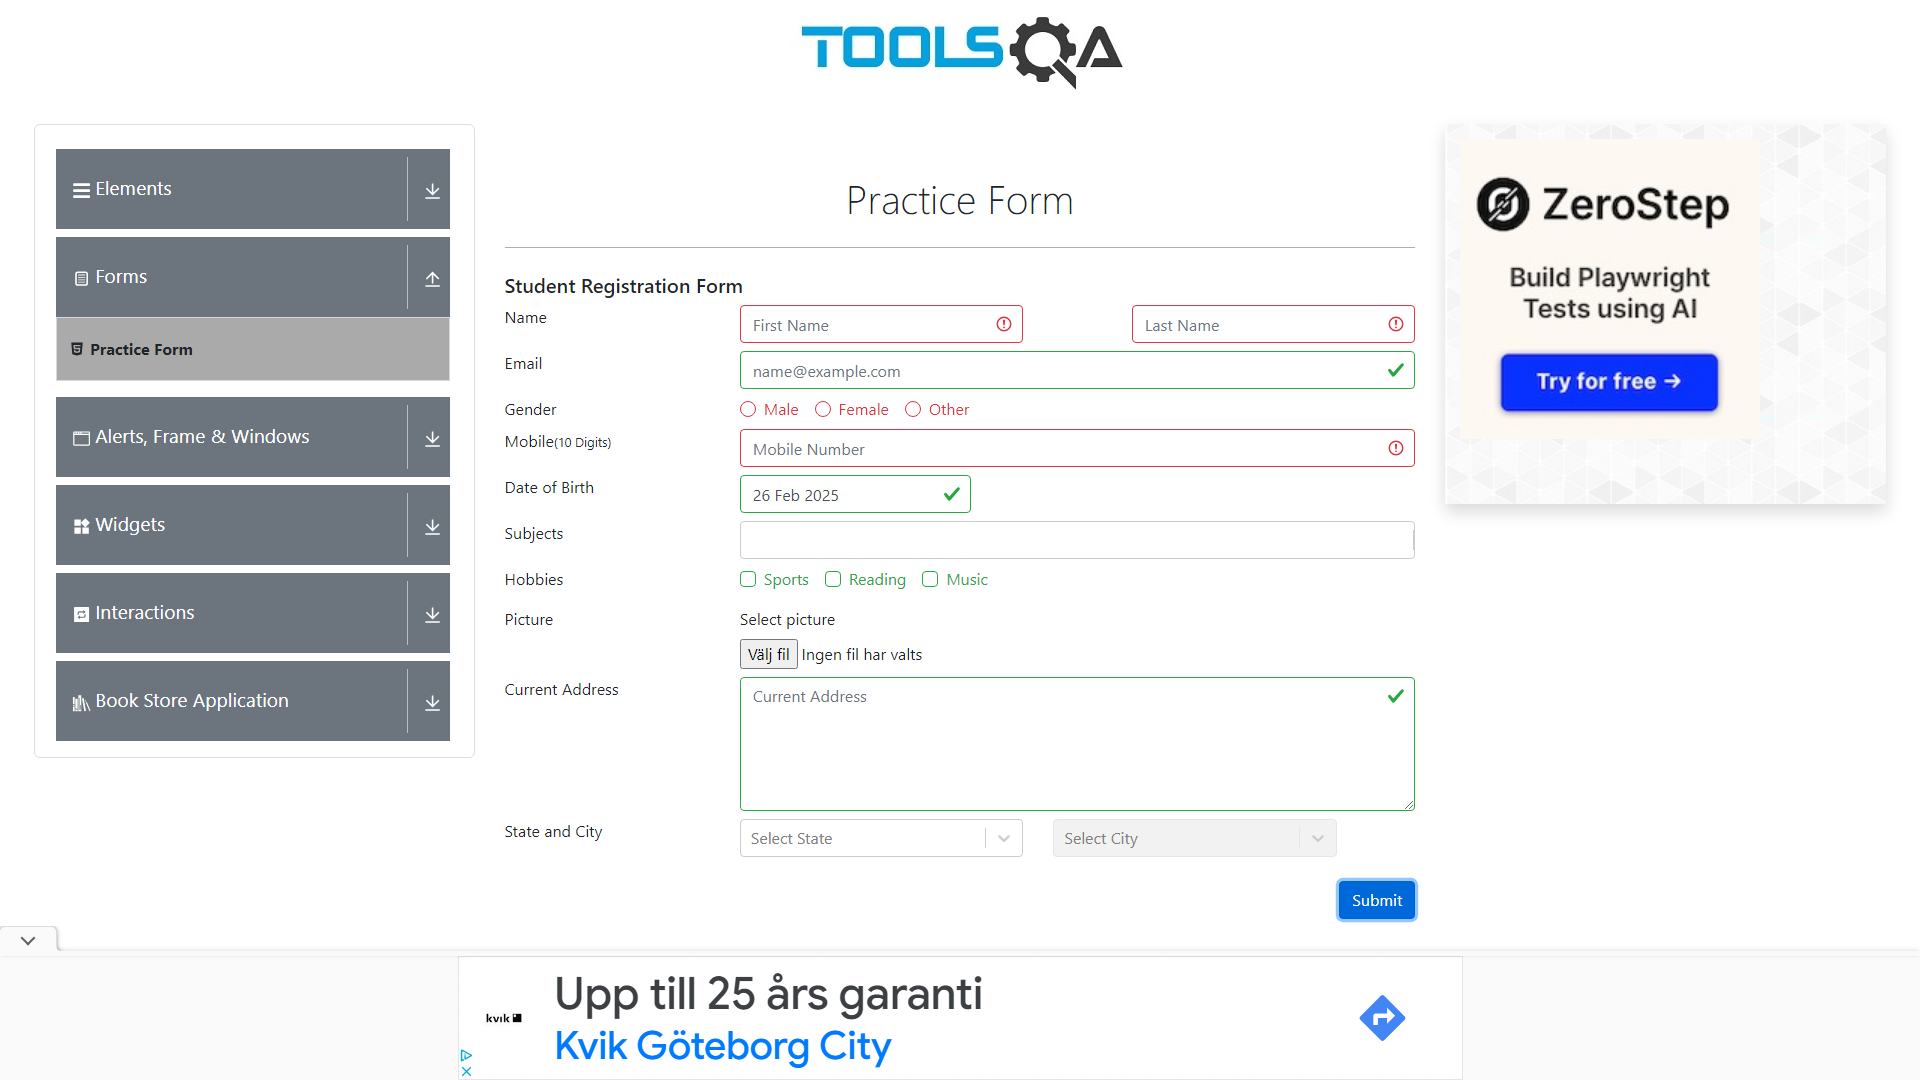 TOOLSQA
Elements
Forms
Practice Form
Alerts, Frame & Windows
Widgets
Interactions
Book Store Application
Practice Form
Student Registration Form
Name
First Name
Last Name
Email
name@example.com
Gender
Male
Female
Other
Mobile(10 Digits)
Mobile Number
Date of Birth
26 Feb 2025
Subjects
Hobbies
Sports
Reading
Music
Picture
Select picture
Välj fil
Ingen fil har valts
Current Address
Current Address
State and City
Select State
Select City
Submit
ZeroStep
Build Playwright
Tests using AI
Try for free →
kvik
Upp till 25 års garanti
Kvik Göteborg City